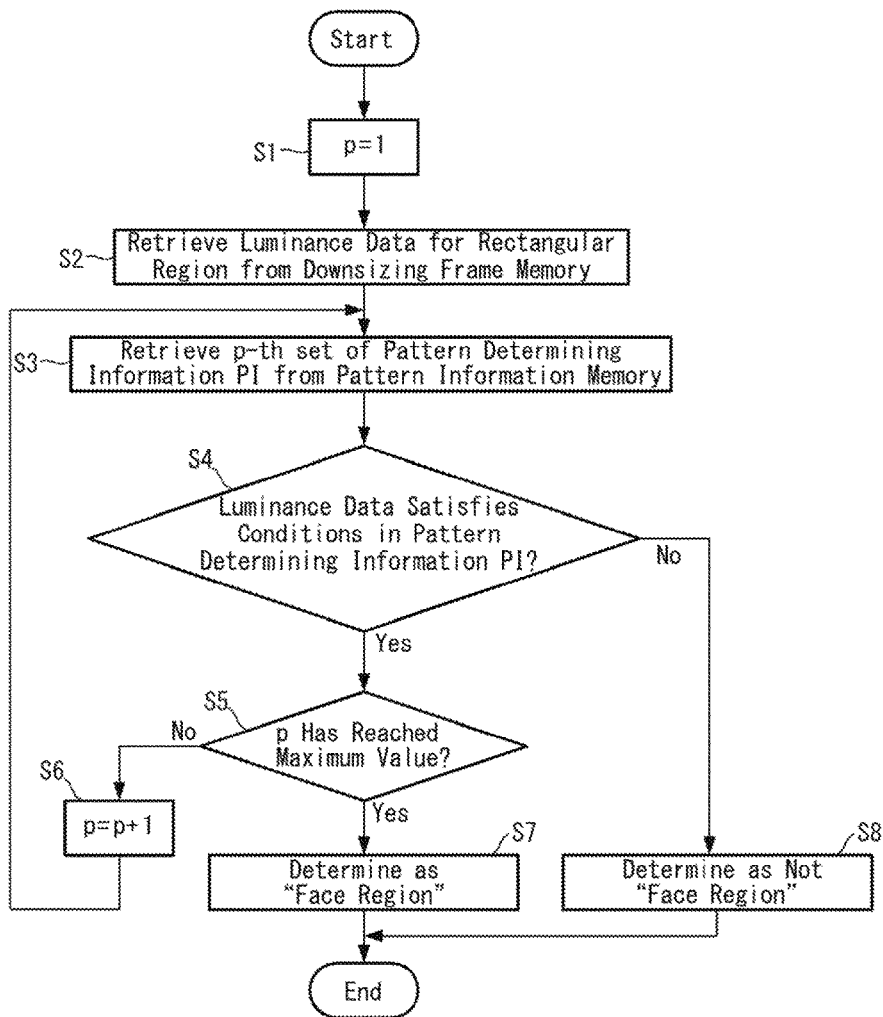 Start
S1
p=1
S2
Retrieve Luminance Data for Rectangular
Region from Downsizing Frame Memory
S3
Retrieve p-th set of Pattern Determining
Information PI from Pattern Information Memory
S4
Luminance Data Satisfies
Conditions in Pattern
Determining Information PI?
No
Yes
S5
p Has Reached
Maximum Value?
No
Yes
S6
p=p+1
S7
Determine as
“Face Region”
S8
Determine as Not
“Face Region”
End